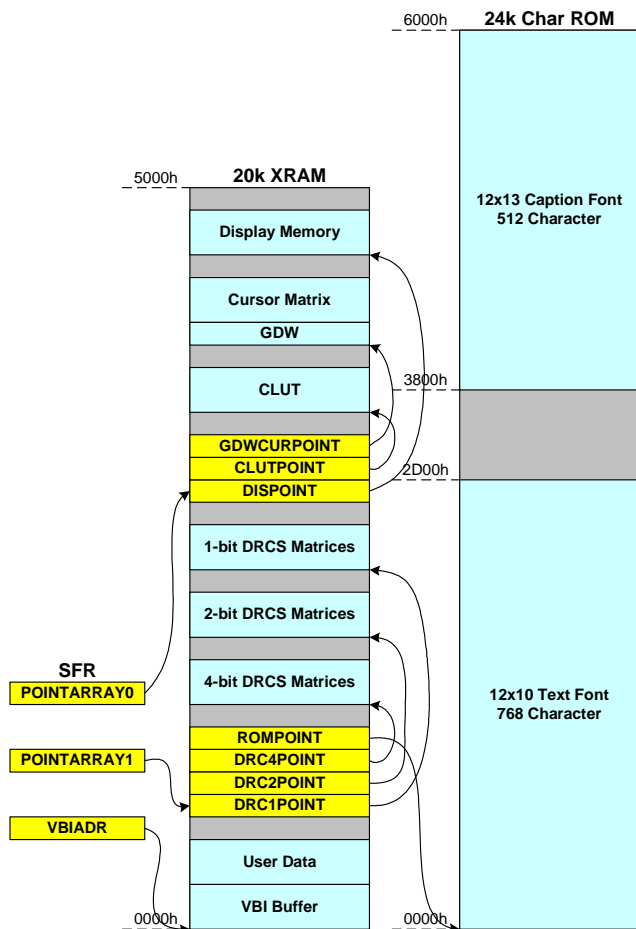 6000h
24k Char ROM
5000h
20k XRAM
12x13 Caption Font
512 Character
Display Memory
Cursor Matrix
GDW
CLUT
3800h
GDWCURPOINT
CLUTPOINT
2D00h
DISPOINT
1-bit DRCS Matrices
2-bit DRCS Matrices
SFR
POINTARRAY0
4-bit DRCS Matrices
12x10 Text Font
768 Character
ROMPOINT
POINTARRAY1
DRC4POINT
DRC2POINT
DRC1POINT
VBIADR
User Data
VBI Buffer
0000h
0000h